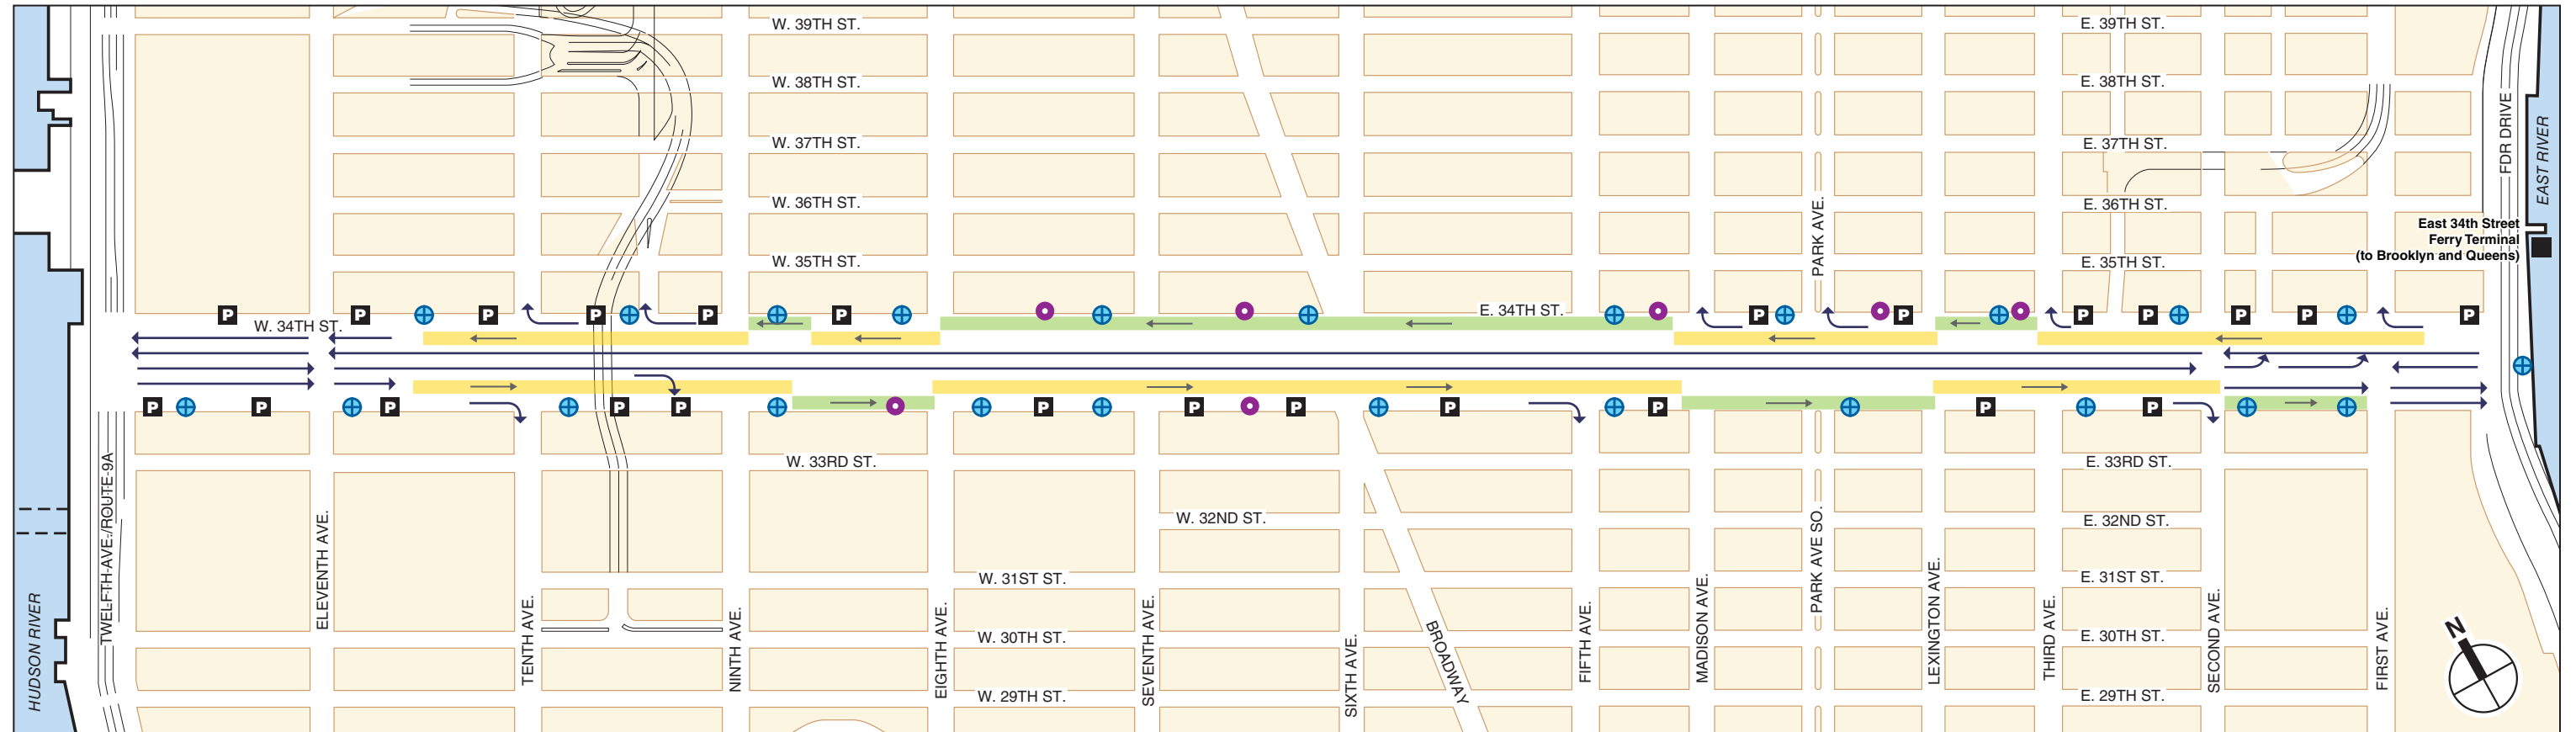 W. 39TH ST.
E. 39TH ST.
W. 38TH ST.
E. 38TH ST.
W. 37TH ST.
E. 37TH ST.
W. 36TH ST.
E. 36TH ST.
W. 35TH ST.
E. 35TH ST.
FDR DRIVE
EAST RIVER
PARK AVE.
East 34th Street
Ferry Terminal
(to Brooklyn and Queens)
P
P
P
P
P
P
P
P
P
P
P
P
P
W. 34TH ST.
E. 34TH ST.
P
P
P
P
P
P
P
P
P
P
P
P
W. 33RD ST.
E. 33RD ST.
W. 32ND ST.
E. 32ND ST.
W. 31ST ST.
E. 31ST ST.
W. 30TH ST.
E. 30TH ST.
W. 29TH ST.
E. 29TH ST.
HUDSON RIVER
TWELFTH AVE./ROUTE 9A
ELEVENTH AVE.
TENTH AVE.
NINTH AVE.
EIGHTH AVE.
SEVENTH AVE.
SIXTH AVE.
BROADWAY
FIFTH AVE.
MADISON AVE.
PARK AVE SO.
LEXINGTON AVE.
THIRD AVE.
SECOND AVE.
FIRST AVE.
N